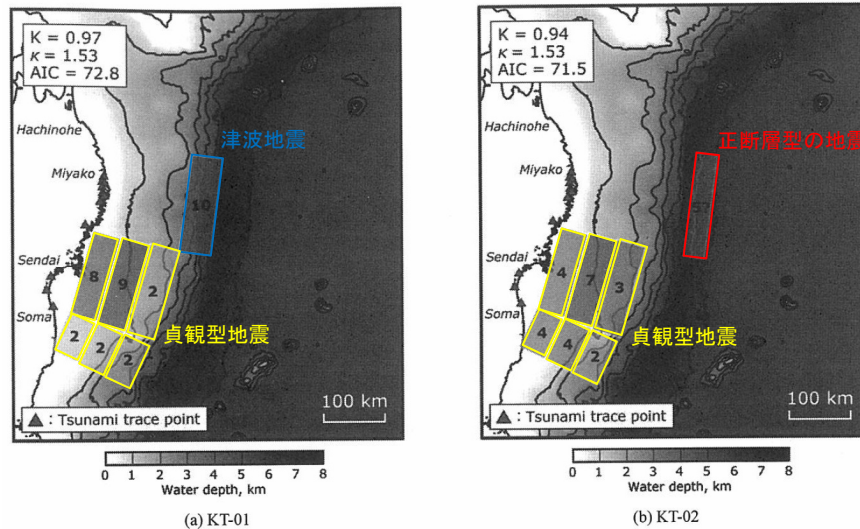 K = 0.97
κ = 1.53
AIC = 72.8
Hachinohe
津波地震
Miyako
10
Sendai
8
9
2
Soma
2
2
2
貞観型地震
▲ : Tsunami trace point
100 km
0 1 2 3 4 5 6 7 8
Water depth, km
(a) KT-01
K = 0.94
κ = 1.53
AIC = 71.5
Hachinohe
正断層型の地震
Miyako
Sendai
4
7
3
Soma
4
4
2
貞観型地震
▲ : Tsunami trace point
100 km
0 1 2 3 4 5 6 7 8
Water depth, km
(b) KT-02